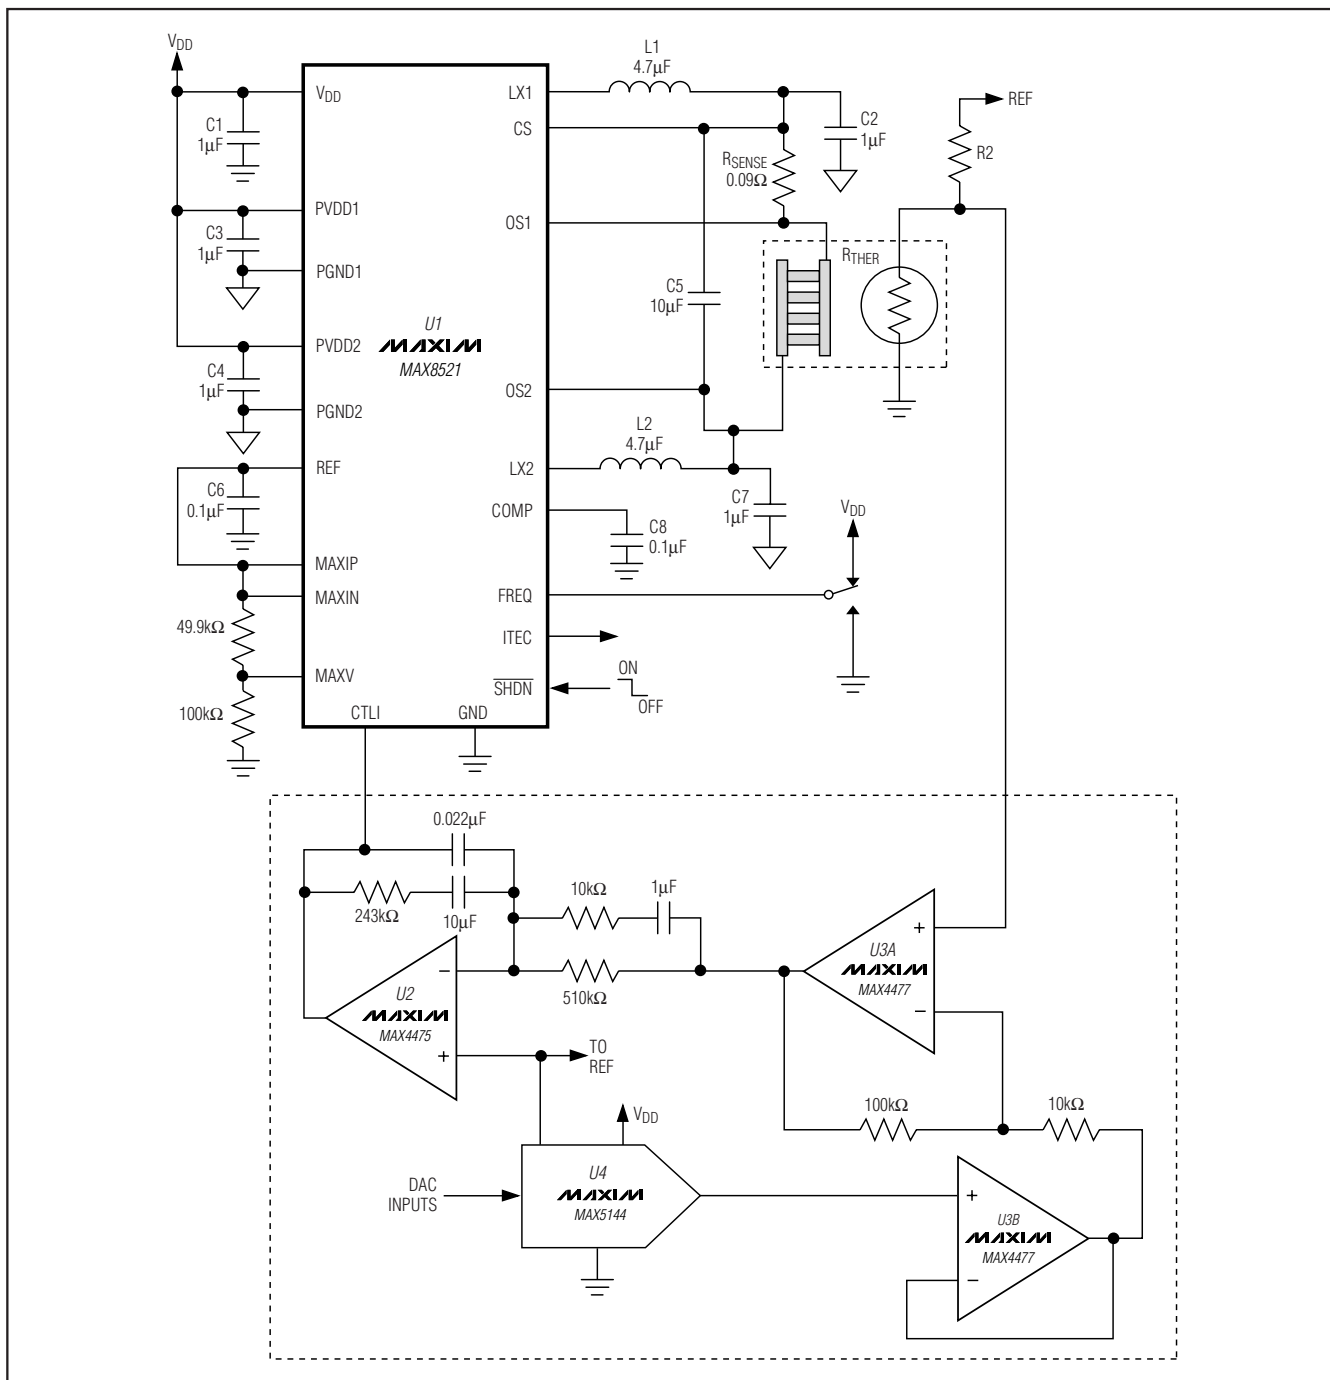 VDD
VDD
C1
1µF
PVDD1
C3
1µF
PGND1
PVDD2
C4
1µF
PGND2
REF
C6
0.1µF
MAXIP
MAXIN
49.9kΩ
MAXV
100kΩ
CTLI
GND
U1
MAXIM
MAX8521
LX1
CS
OS1
OS2
LX2
COMP
FREQ
ITEC
SHDN
ON
OFF
L1
4.7µF
C2
1µF
RSENSE
0.09Ω
C5
10µF
RTHER
REF
R2
L2
4.7µF
C7
1µF
C8
0.1µF
VDD
0.022µF
243kΩ
10µF
10kΩ
1µF
510kΩ
U2
MAXIM
MAX4475
−
+
TO
REF
U3A
MAXIM
MAX4477
+
−
100kΩ
10kΩ
VDD
DAC
INPUTS
U4
MAXIM
MAX5144
U3B
MAXIM
MAX4477
+
−